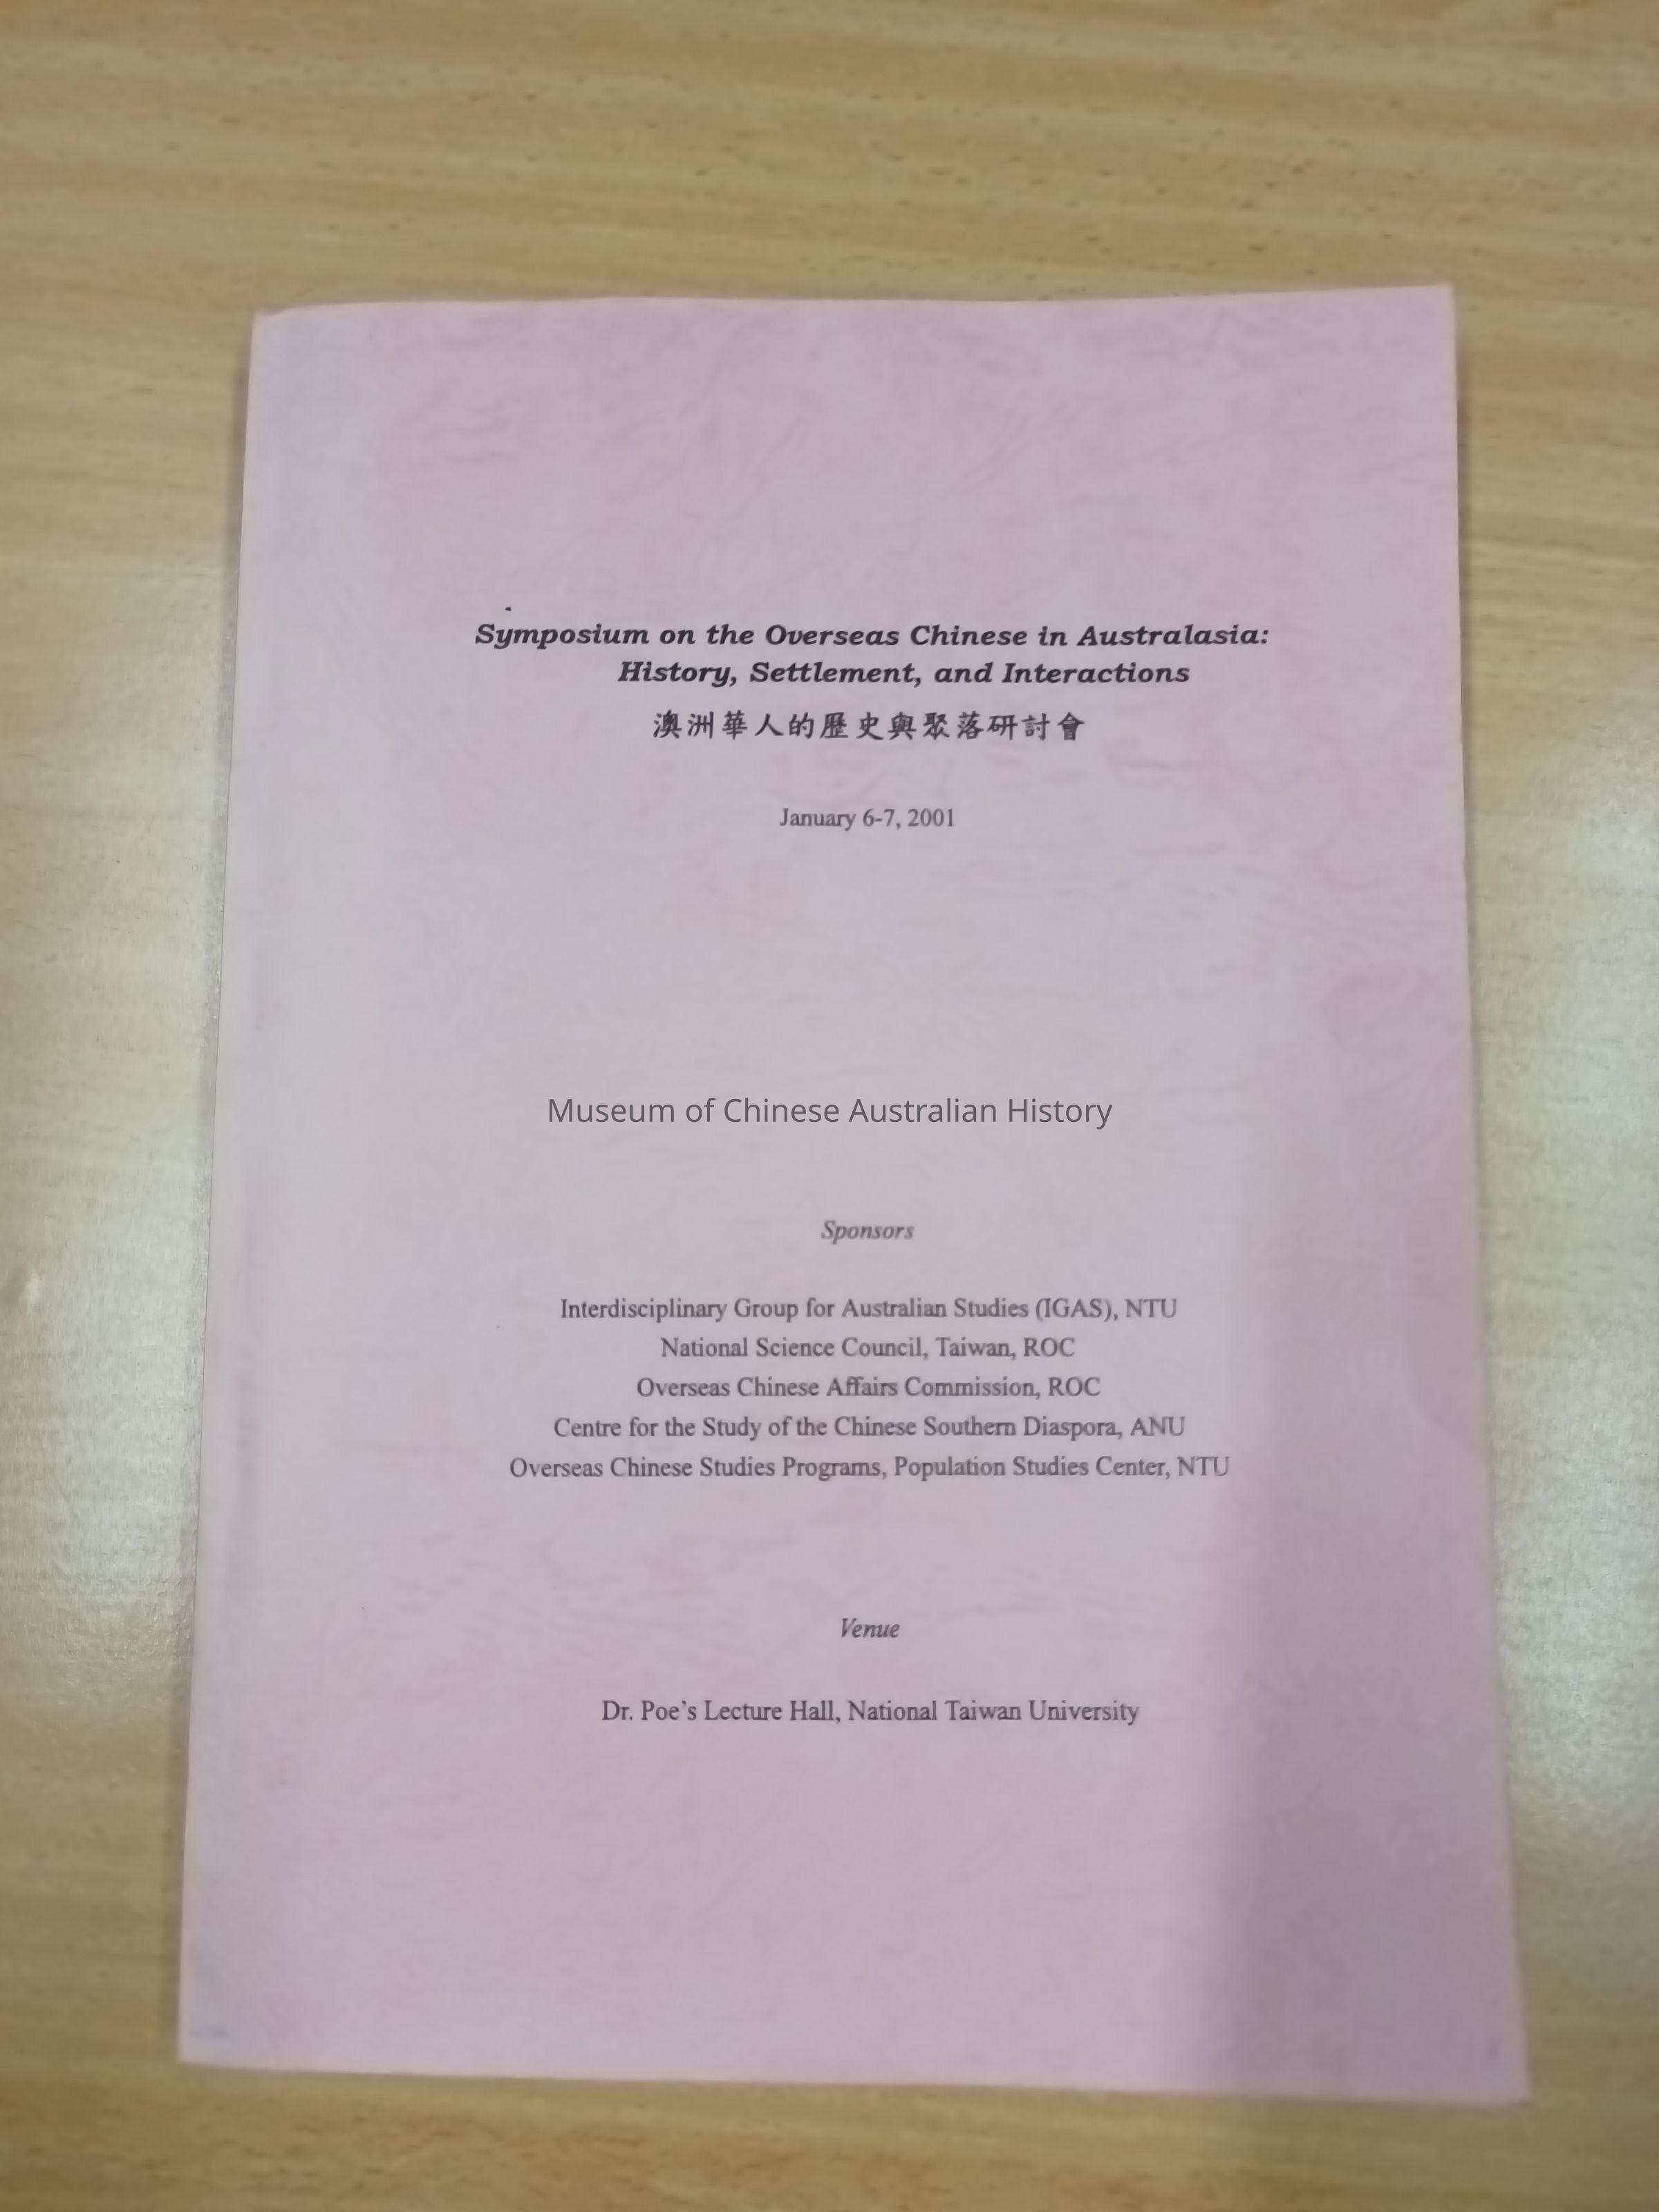 Symposium on the Overseas Chinese in Australasia:
History, Settlement, and Interactions
澳洲華人的歷史與聚落研討會
January 6-7, 2001
Museum of Chinese Australian History
Sponsors
Interdisciplinary Group for Australian Studies (IGAS), NTU
National Science Council, Taiwan, ROC
Overseas Chinese Affairs Commission, ROC
Centre for the Study of the Chinese Southern Diaspora, ANU
Overseas Chinese Studies Programs, Population Studies Center, NTU
Venue
Dr. Poe's Lecture Hall, National Taiwan University